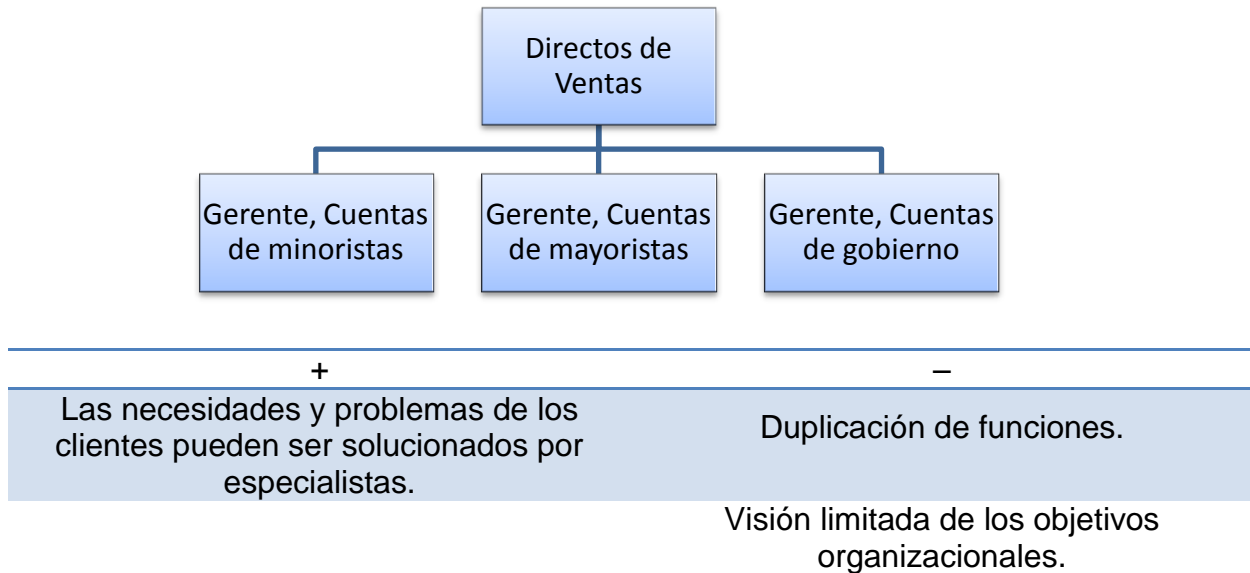 Directos de
Ventas
Gerente, Cuentas
de minoristas
Gerente, Cuentas
de mayoristas
Gerente, Cuentas
de gobierno
+
–
Las necesidades y problemas de los
clientes pueden ser solucionados por
especialistas.
Duplicación de funciones.
Visión limitada de los objetivos
organizacionales.